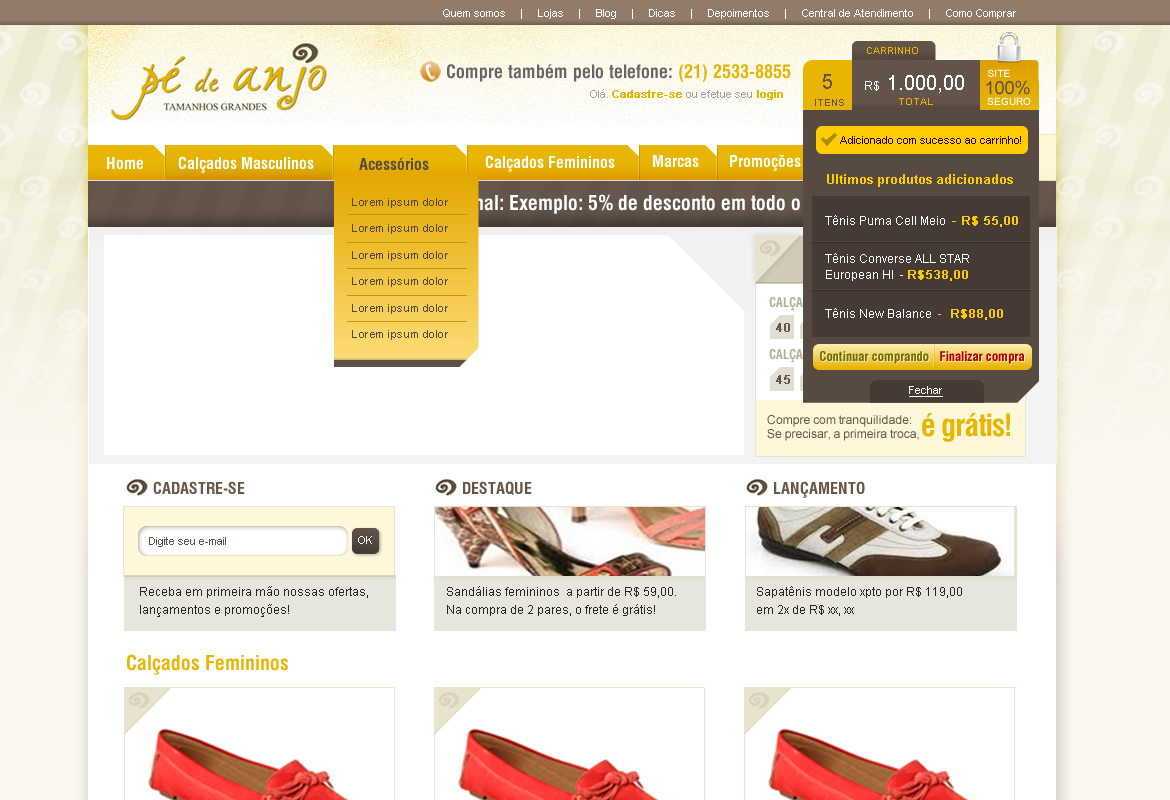 Quem somos | Lojas | Blog | Dicas | Depoimentos | Central de Atendimento | Como Comprar
pé de anjo
TAMANHOS GRANDES
Compre também pelo telefone: (21) 2533-8855
Olá. Cadastre-se ou efetue seu login
CARRINHO
5
ITENS
R$ 1.000,00
TOTAL
SITE
100%
SEGURO
Adicionado com sucesso ao carrinho!
Ultimos produtos adicionados
Tênis Puma Cell Meio - R$ 55,00
Tênis Converse ALL STAR
European HI - R$538,00
Tênis New Balance - R$88,00
Continuar comprando
Finalizar compra
Fechar
Home
Calçados Masculinos
Acessórios
Calçados Femininos
Marcas
Promoções
Lorem ipsum dolor
Lorem ipsum dolor
Lorem ipsum dolor
Lorem ipsum dolor
Lorem ipsum dolor
Lorem ipsum dolor
nal: Exemplo: 5% de desconto em todo o
CALÇA
40
CALÇA
45
Compre com tranquilidade:
Se precisar, a primeira troca, é grátis!
CADASTRE-SE
Digite seu e-mail
OK
Receba em primeira mão nossas ofertas,
lançamentos e promoções!
DESTAQUE
Sandálias femininos a partir de R$ 59,00.
Na compra de 2 pares, o frete é grátis!
LANÇAMENTO
Sapatênis modelo xpto por R$ 119,00
em 2x de R$ xx, xx
Calçados Femininos